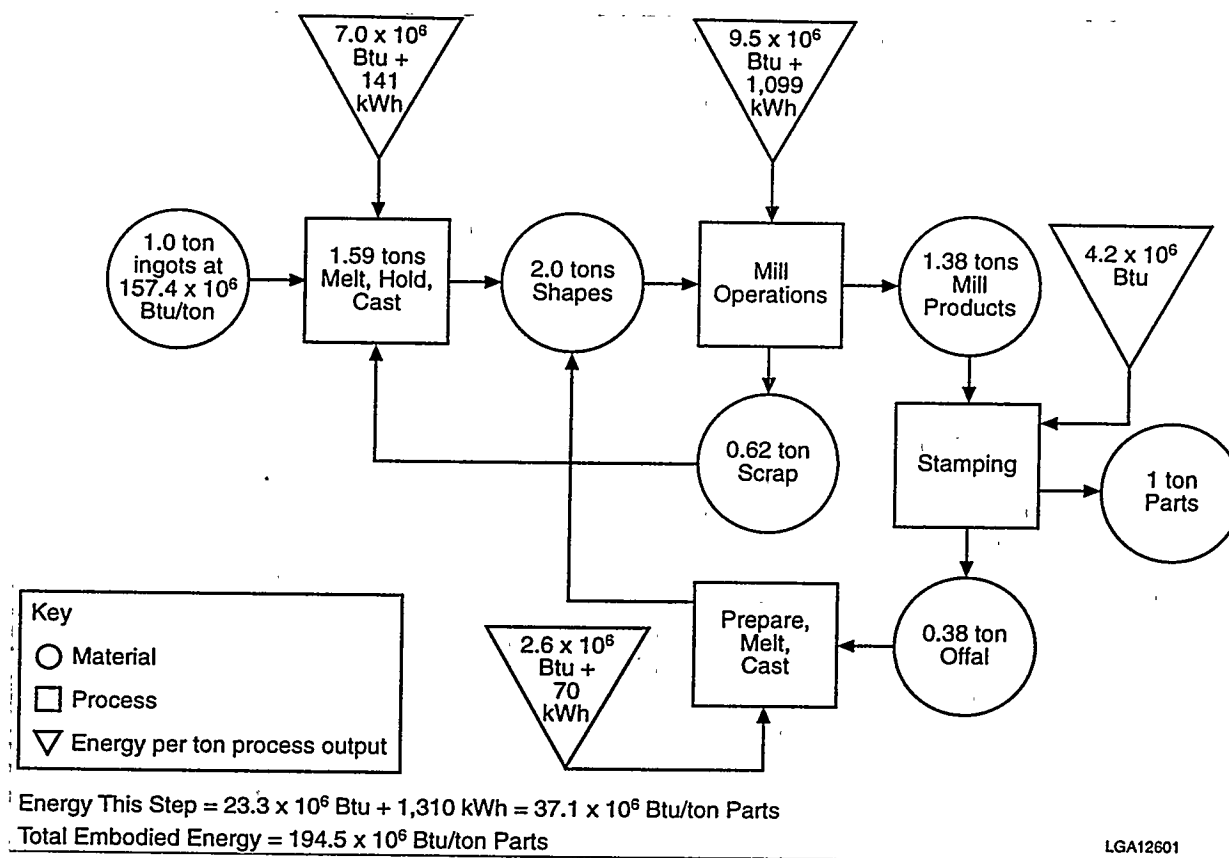 7.0 x 10⁶
Btu +
141
kWh
9.5 x 10⁶
Btu +
1,099
kWh
1.0 ton
ingots at
157.4 x 10⁶
Btu/ton
1.59 tons
Melt, Hold,
Cast
2.0 tons
Shapes
Mill
Operations
1.38 tons
Mill
Products
4.2 x 10⁶
Btu
0.62 ton
Scrap
Stamping
1 ton
Parts
Prepare,
Melt,
Cast
0.38 ton
Offal
2.6 x 10⁶
Btu +
70
kWh
Key
Material
Process
Energy per ton process output
Energy This Step = 23.3 x 10⁶ Btu + 1,310 kWh = 37.1 x 10⁶ Btu/ton Parts
Total Embodied Energy = 194.5 x 10⁶ Btu/ton Parts
LGA12601